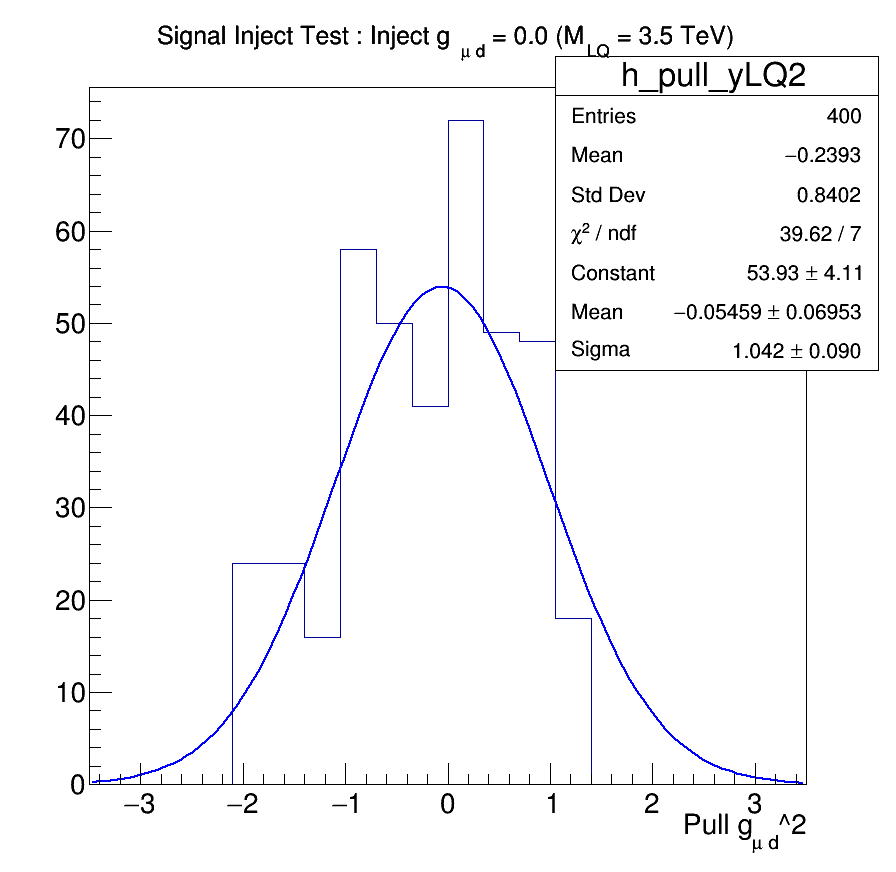 Signal Inject Test : Inject g μ d = 0.0 (M LQ = 3.5 TeV)
h_pull_yLQ2
Entries 400
Mean −0.2393
Std Dev 0.8402
χ² / ndf 39.62 / 7
Constant 53.93 ± 4.11
Mean −0.05459 ± 0.06953
Sigma 1.042 ± 0.090
70
60
50
40
30
20
10
0
−3 −2 −1 0 1 2 3
Pull g μ d ^2